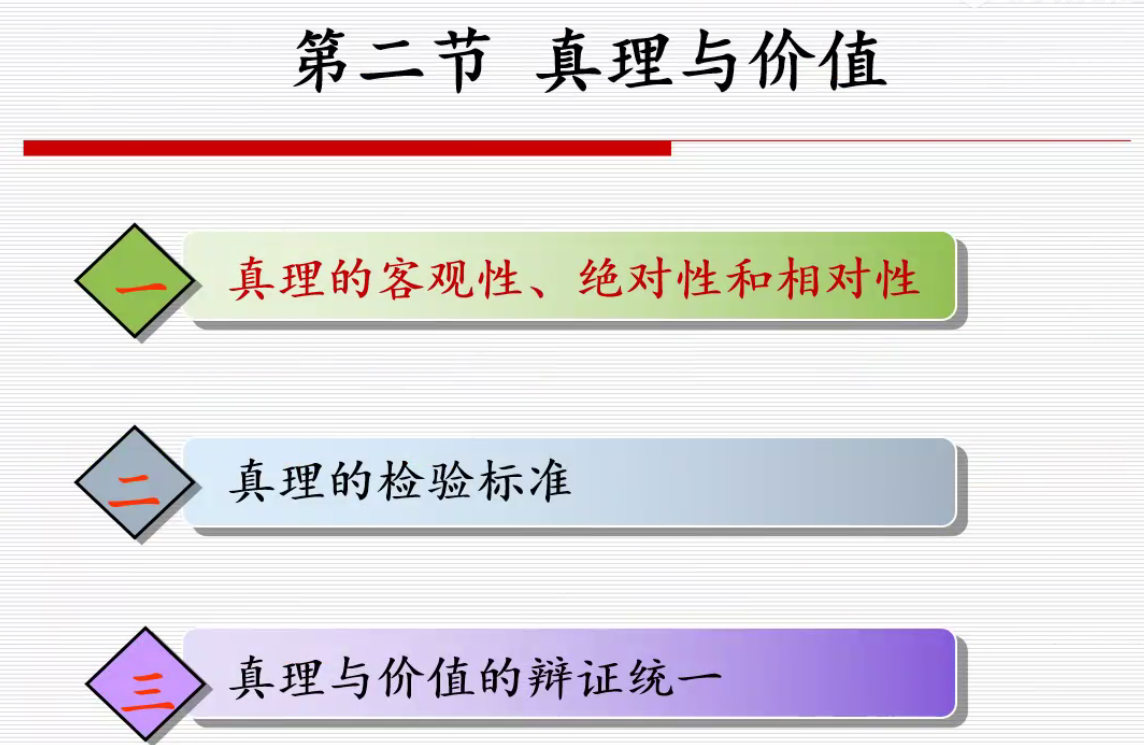 第二节 真理与价值
一 真理的客观性、绝对性和相对性
二 真理的检验标准
三 真理与价值的辩证统一